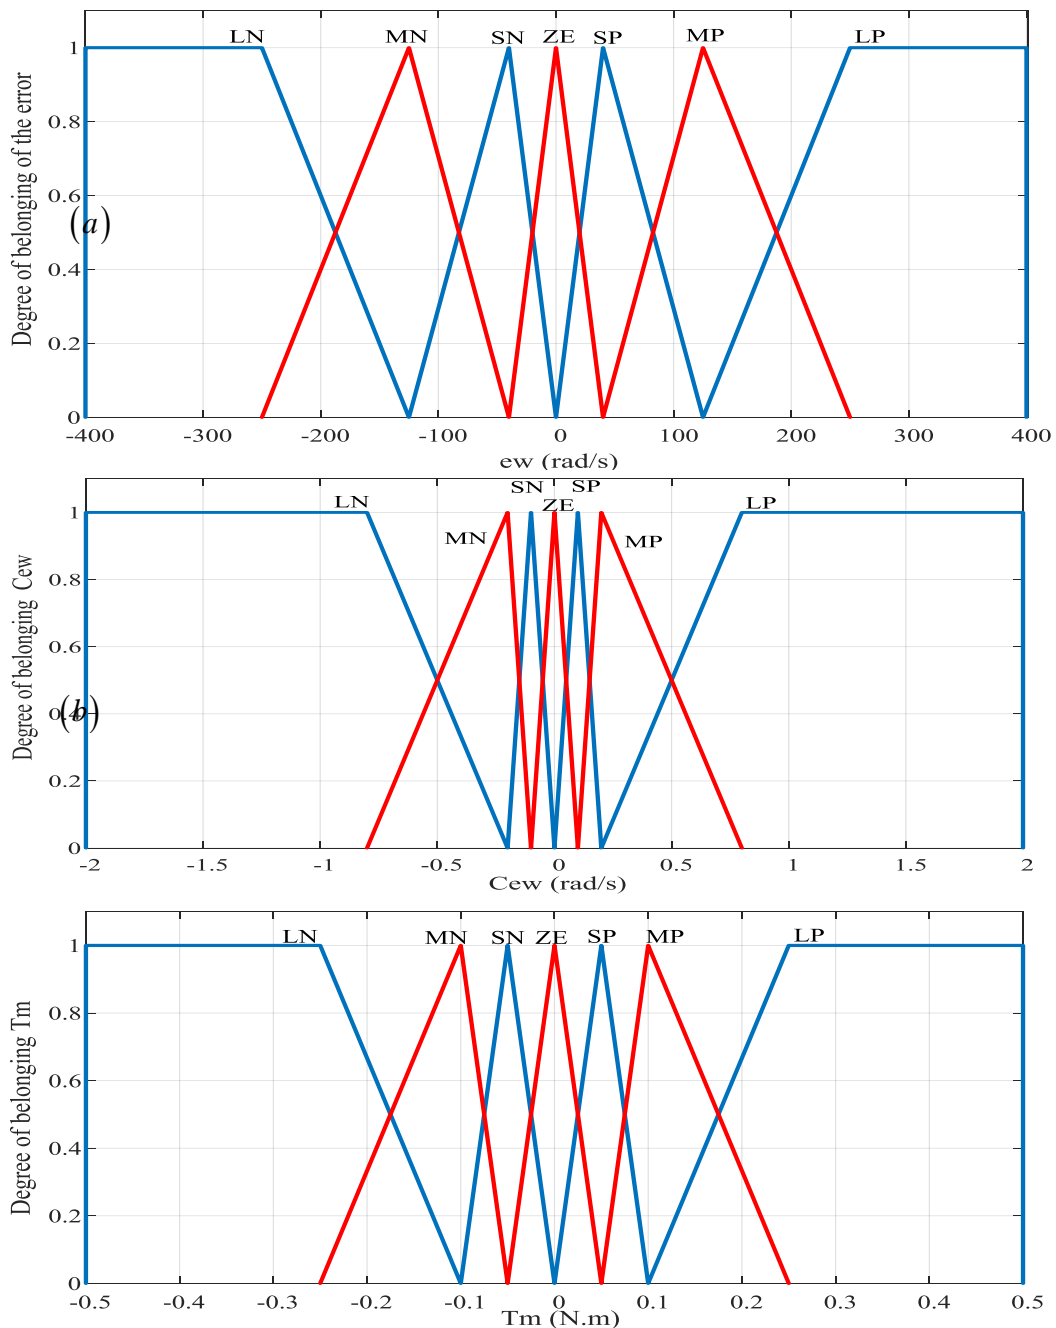 LN MN SN ZE SP MP LP
1
0.8
0.6
0.4
0.2
0
Degree of belonging of the error
(a)
-400 -300 -200 -100 0 100 200 300 400
ew (rad/s)
SN SP
LN ZE LP
MN MP
1
0.8
0.6
0.4
0.2
0
Degree of belonging Cew
(b)
-2 -1.5 -1 -0.5 0 0.5 1 1.5 2
Cew (rad/s)
LN MN SN ZE SP MP LP
1
0.8
0.6
0.4
0.2
0
Degree of belonging Tm
-0.5 -0.4 -0.3 -0.2 -0.1 0 0.1 0.2 0.3 0.4 0.5
Tm (N.m)